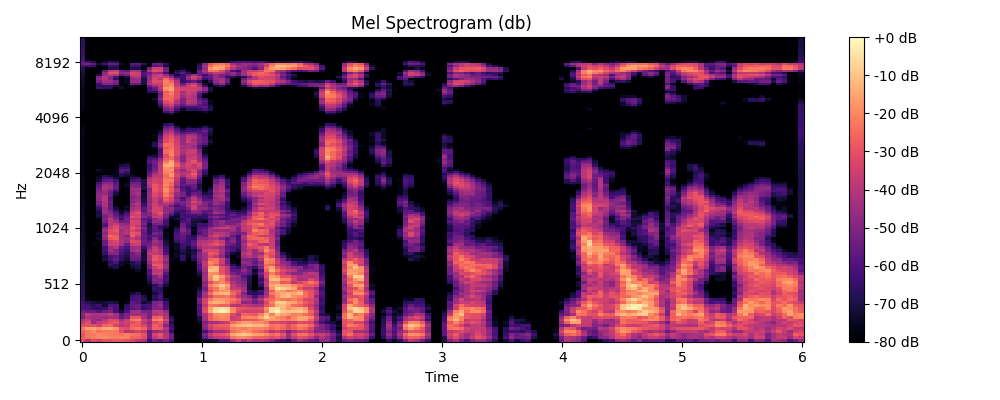 Mel Spectrogram (db)
Hz
8192
4096
2048
1024
512
0
0 1 2 3 4 5 6
Time
+0 dB
-10 dB
-20 dB
-30 dB
-40 dB
-50 dB
-60 dB
-70 dB
-80 dB